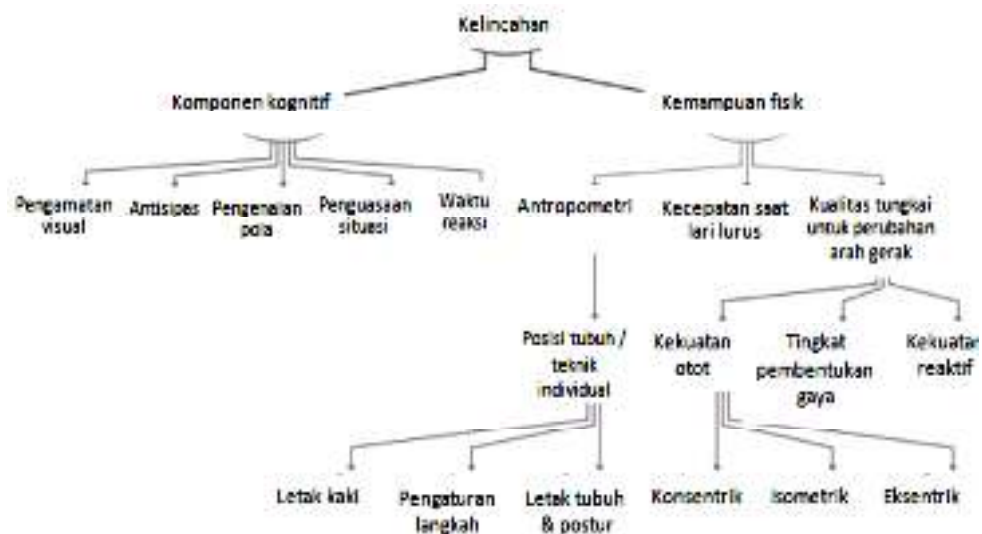 Kelincahan
Komponen kognitif
Kemampuan fisik
Pengamatan
visual
Antisipas
Pengenalan
pola
Penguasaan
situasi
Waktu
reaksi
Antropometri
Kecepatan saat
lari lurus
Kualitas tungkai
untuk perubahan
arah gerak
Posisi tubuh /
teknik
individual
Kekuatan
otot
Tingkat
pembentukan
gaya
Kekuatan
reaktif
Letak kaki
Pengaturan
langkah
Letak tubuh
& postur
Konsentrik
Isometrik
Eksentrik